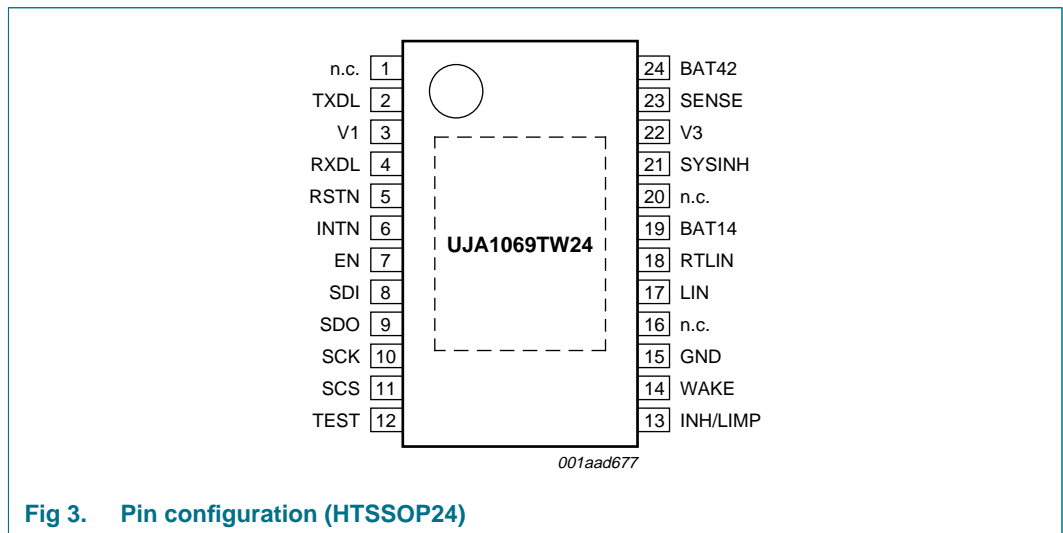 n.c. 1 24 BAT42
TXDL 2 23 SENSE
V1 3 22 V3
RXDL 4 21 SYSINH
RSTN 5 20 n.c.
INTN 6 19 BAT14
UJA1069TW24
EN 7 18 RTLIN
SDI 8 17 LIN
SDO 9 16 n.c.
SCK 10 15 GND
SCS 11 14 WAKE
TEST 12 13 INH/LIMP
001aad677
Fig 3. Pin configuration (HTSSOP24)